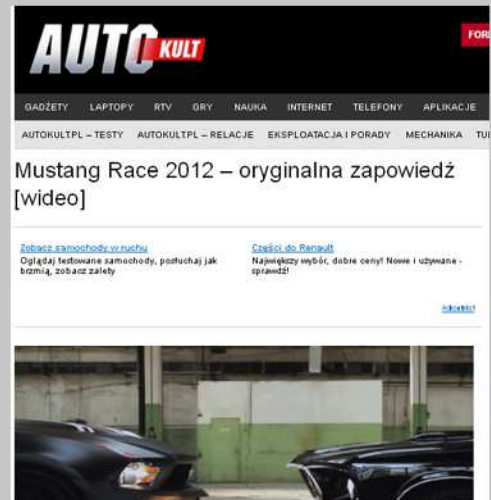 AUTO KULT
FOR
GADŻETY LAPTOPY RTV GRY NAUKA INTERNET TELEFONY APLIKACJE
AUTOKULT.PL – TESTY AUTOKULT.PL – RELACJE EKSPLOATACJA I PORADY MECHANIKA TU
Mustang Race 2012 – oryginalna zapowiedź
[wideo]
Zobacz samochody w ruchu
Oglądaj testowane samochody, posłuchaj jak
brzmią, zobacz zalety
Części do Renault
Największy wybór, dobre ceny! Nowe i używane -
sprawdź!